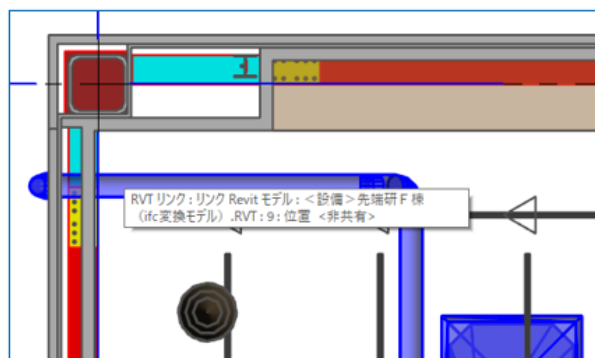 RVT リンク : リンク Revit モデル : <設備>先端研Ｆ棟
（ifc変換モデル）.RVT : 9 : 位置 <非共有>